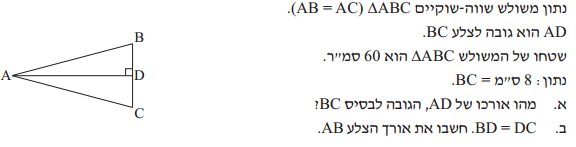 נתון משולש שווה-שוקיים ΔABC (AB = AC).
AD הוא גובה לצלע BC.
שטחו של המשולש ΔABC הוא 60 סמ״ר.
נתון: 8 ס״מ = BC.
א. מהו אורכו של AD, הגובה לבסיס BC?
ב. BD = DC. חשבו את אורך הצלע AB.
B
A
D
C